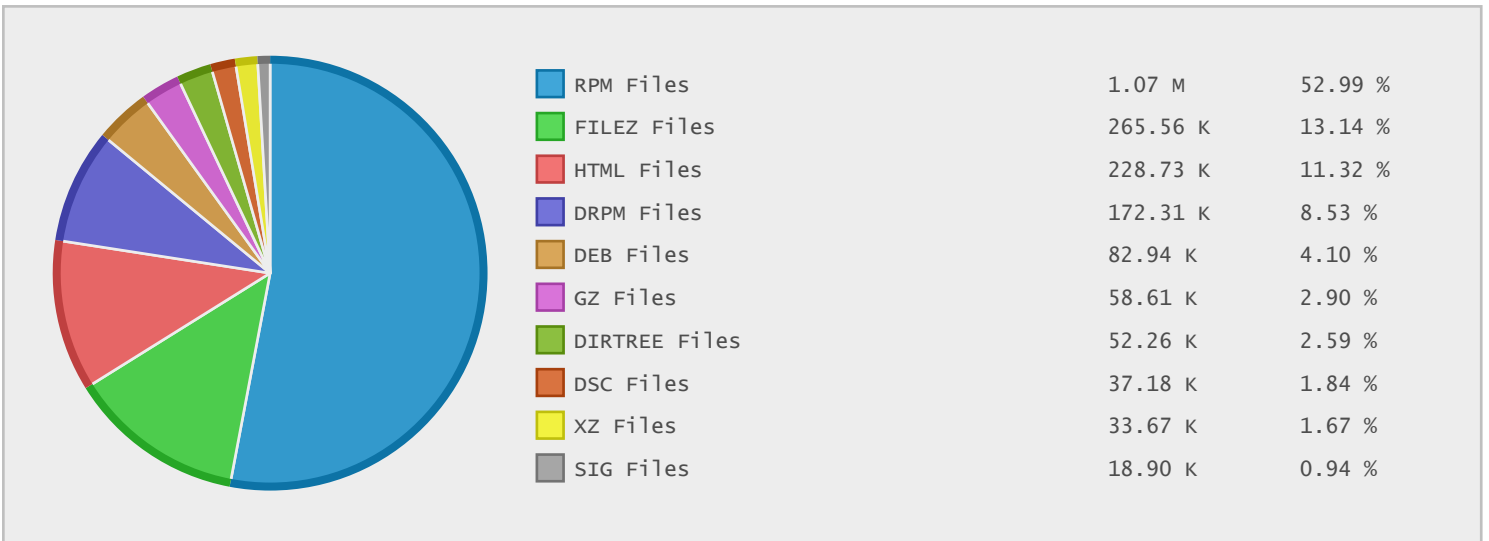 RPM Files 1.07 M 52.99 %
FILEZ Files 265.56 K 13.14 %
HTML Files 228.73 K 11.32 %
DRPM Files 172.31 K 8.53 %
DEB Files 82.94 K 4.10 %
GZ Files 58.61 K 2.90 %
DIRTREE Files 52.26 K 2.59 %
DSC Files 37.18 K 1.84 %
XZ Files 33.67 K 1.67 %
SIG Files 18.90 K 0.94 %